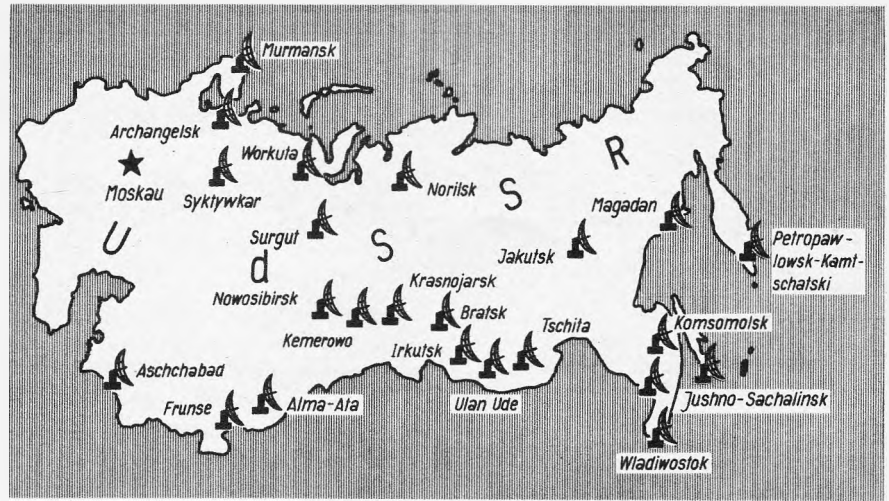 Murmansk
Archangelsk
Workuta
Moskau
Syktywkar
Norilsk
Magadan
Surgut
Jakutsk
Petropaw-
lowsk-Kamt-
schatski
U d S S R
Nowosibirsk
Krasnojarsk
Kemerowo
Bratsk
Irkutsk
Tschita
Komsomolsk
Aschchabad
Ulan Ude
Jushno-Sachalinsk
Frunse
Alma-Ata
Wladiwostok